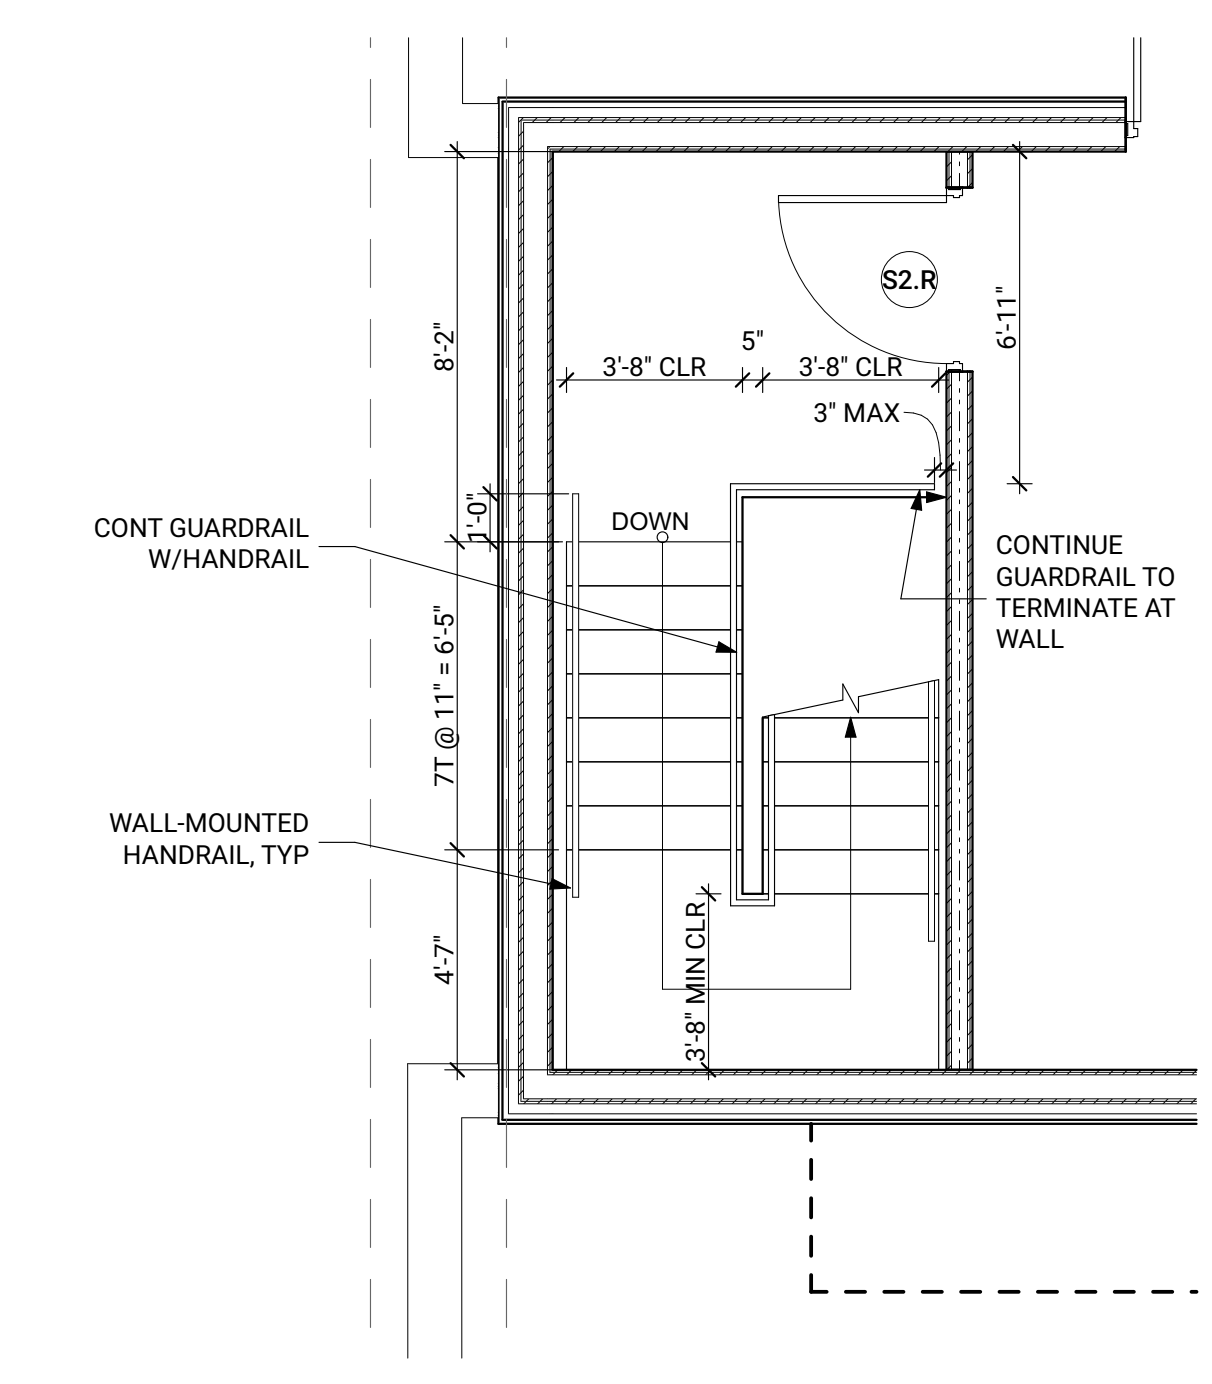 S2.R
6'-11"
8'-2"
5"
3'-8" CLR
3'-8" CLR
3" MAX
1'-0"
DOWN
CONT GUARDRAIL
W/HANDRAIL
CONTINUE
GUARDRAIL TO
TERMINATE AT
WALL
7T @ 11" = 6'-5"
WALL-MOUNTED
HANDRAIL, TYP
4'-7"
3'-8" MIN CLR